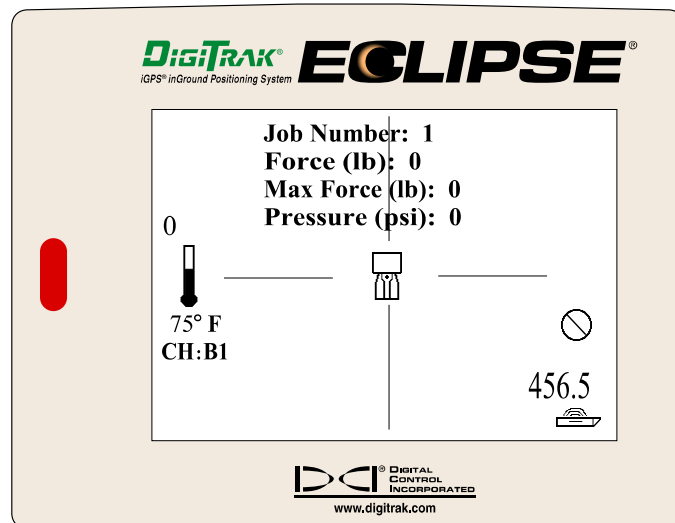 DIGITRAK® ECLIPSE®
iGPS® inGround Positioning System
Job Number: 1
Force (lb): 0
Max Force (lb): 0
Pressure (psi): 0
0
75° F
CH:B1
456.5
DCI® DIGITAL
CONTROL
INCORPORATED
www.digitrak.com